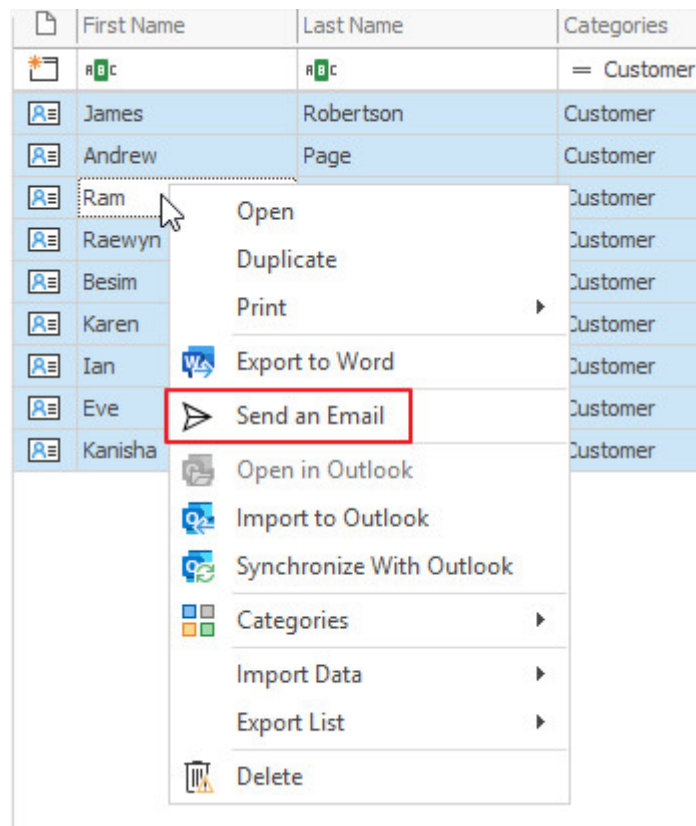 First Name Last Name Categories
ABC ABC = Customer
James Robertson Customer
Andrew Page Customer
Ram Customer
Raewyn Customer
Besim Customer
Karen Customer
Ian Customer
Eve Customer
Kanisha Customer
Open
Duplicate
Print
Export to Word
Send an Email
Open in Outlook
Import to Outlook
Synchronize With Outlook
Categories
Import Data
Export List
Delete